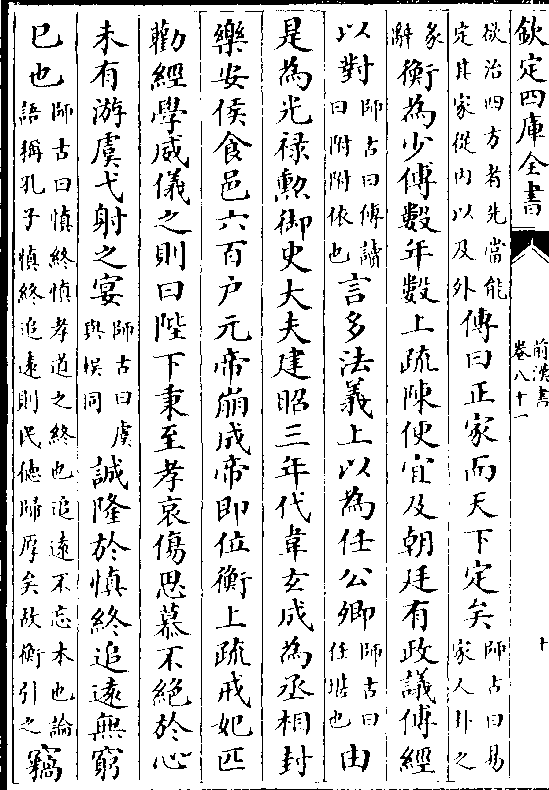 欽定四庫全書
前漢書
卷八十一
十
欲治四方者先當能
定其家從内以及外
傳曰正家而天下定矣
師古曰易
家人卦之
彖
辭
衡為少傅數年數上疏陳便宜及朝廷有政議傅經
以對
師古曰傅讀
曰附附依也
言多法義上以為任公卿
師古曰
任堪也
由
是為光禄勲御史大夫建昭三年代韋玄成為丞相封
樂安侯食邑六百户元帝崩成帝即位衡上疏戒妃匹
勸經學威儀之則曰陛下秉至孝哀傷思慕不絶於心
未有游虞弋射之宴
師古曰虞
與娯同
誠隆於慎終追逺無窮
已也
師古曰慎終慎孝道之終也追逺不忘本也論
語稱孔子慎終追逺則民徳歸厚矣故衡引之
竊